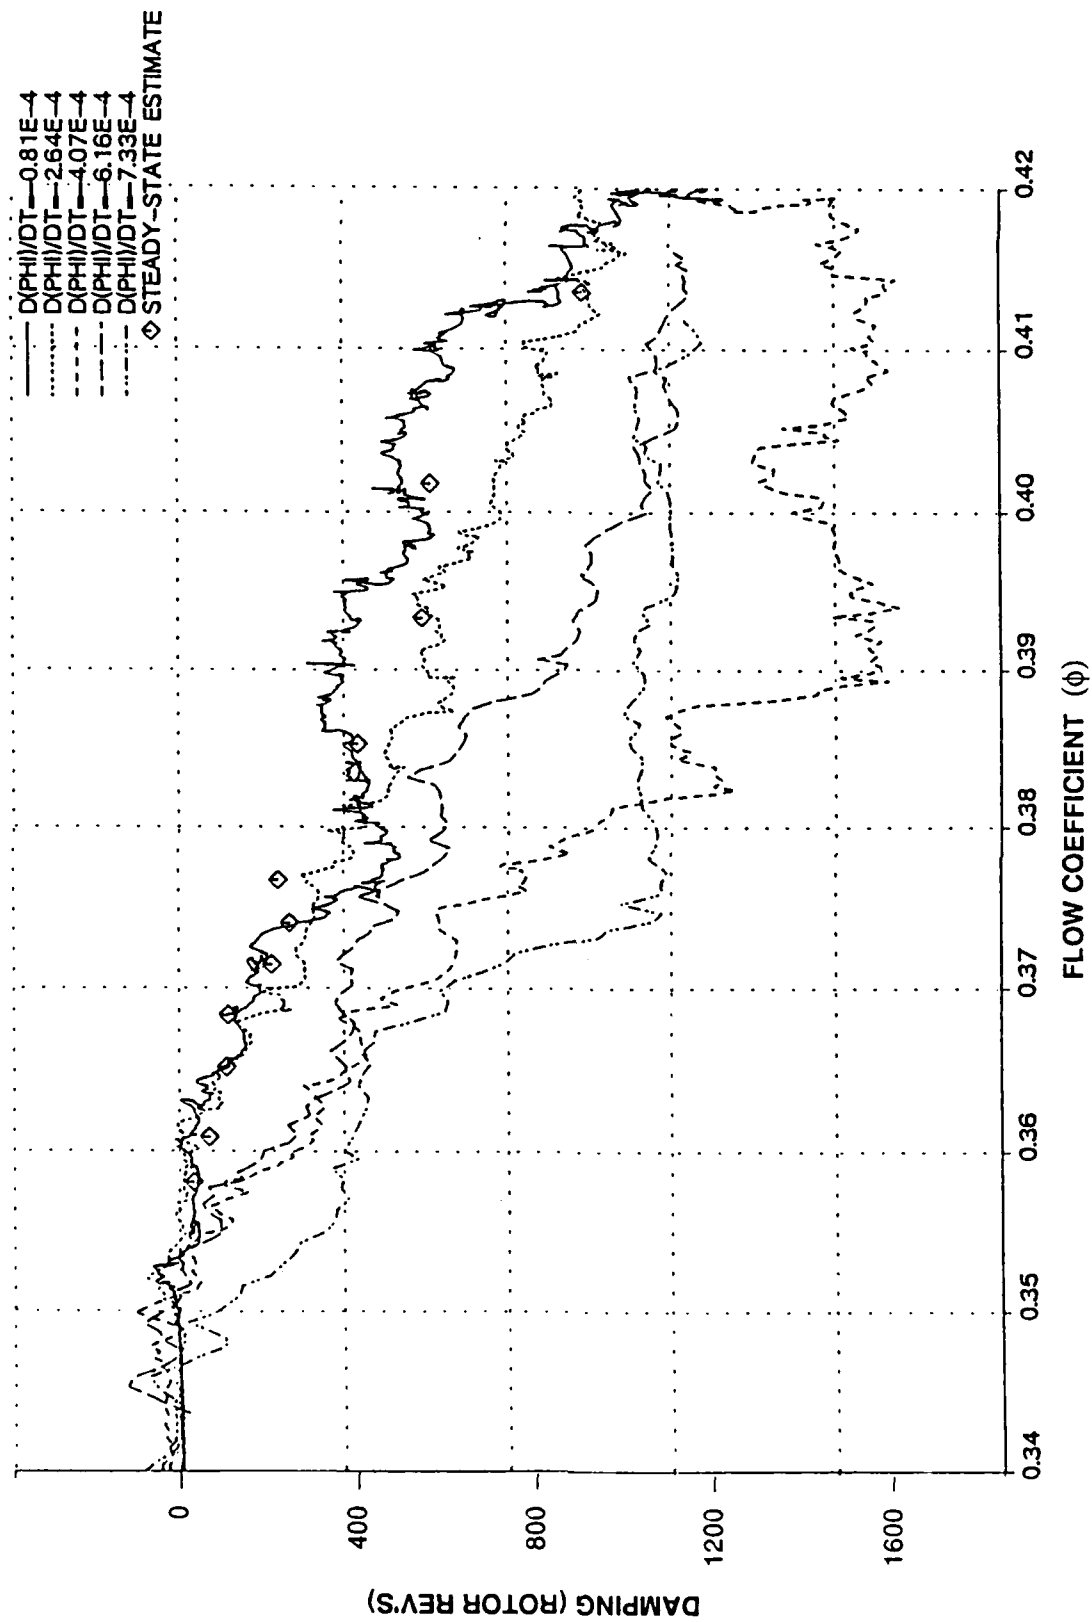 D(PHI)/DT=-0.81E-4
D(PHI)/DT=-2.64E-4
D(PHI)/DT=-4.07E-4
D(PHI)/DT=-6.16E-4
D(PHI)/DT=-7.33E-4
STEADY-STATE ESTIMATE
DAMPING (ROTOR REV'S)
0
400
800
1200
1600
0.34
0.35
0.36
0.37
0.38
0.39
0.40
0.41
0.42
FLOW COEFFICIENT (ϕ)